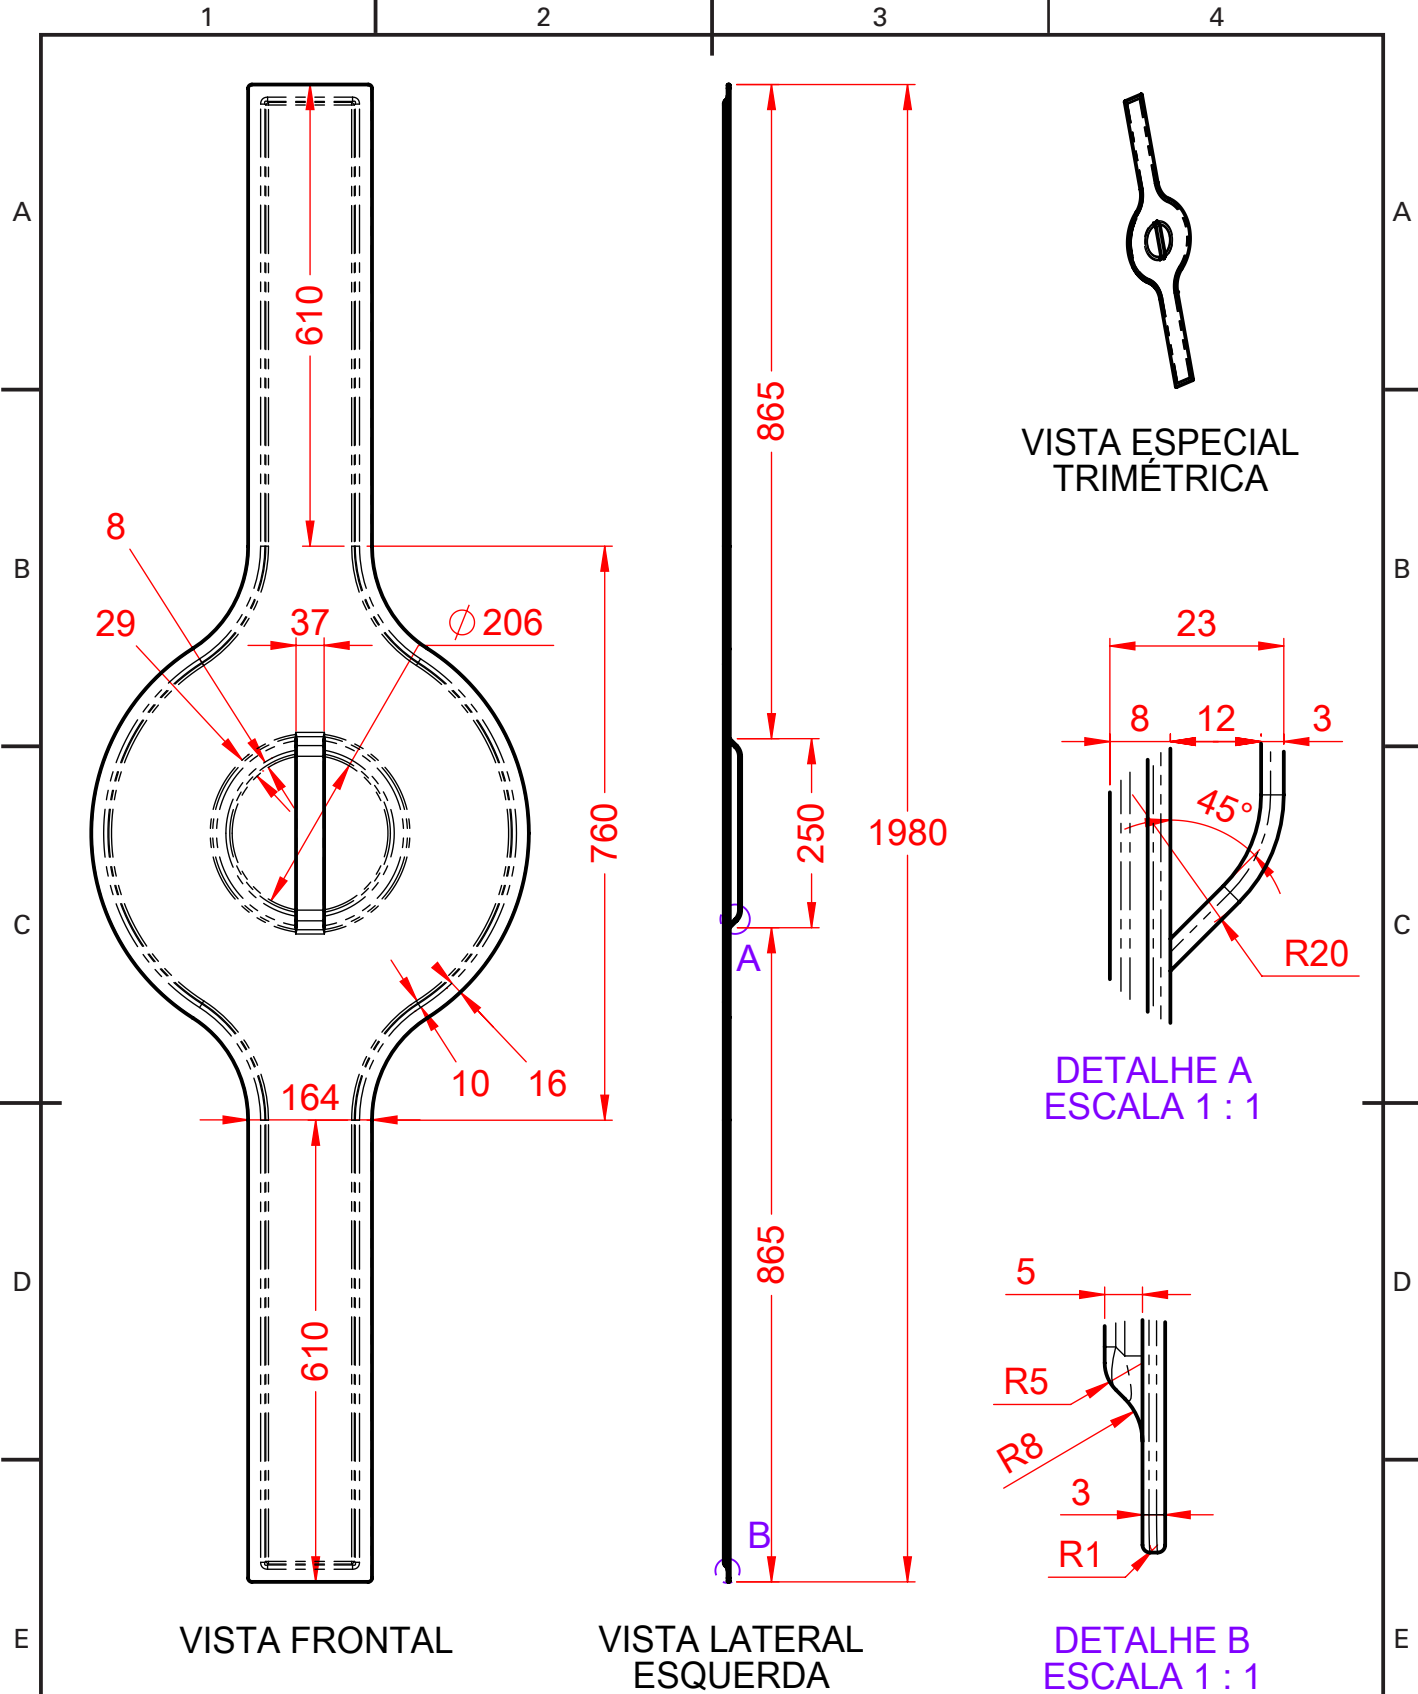 1 2 3 4
A A
610
865
VISTA ESPECIAL
TRIMÉTRICA
8
B B
29 37 Ø 206 23
8 12 3
45°
760 250 1980
C C
A R20
10 16
164
DETALHE A
ESCALA 1 : 1
865
D 5 D
610
R5
R8
3
B
R1
E E
VISTA FRONTAL
VISTA LATERAL
ESQUERDA
DETALHE B
ESCALA 1 : 1